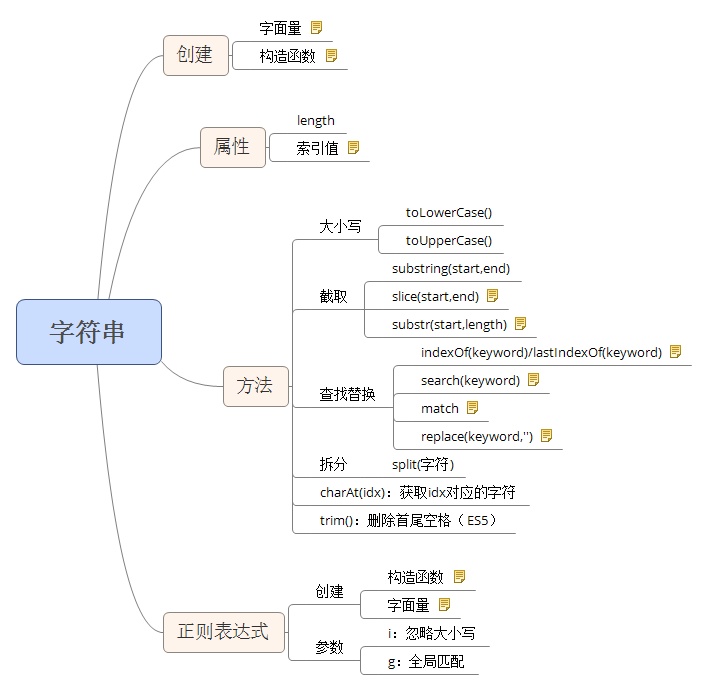 字符串
创建
字面量
构造函数
属性
length
索引值
方法
大小写
toLowerCase()
toUpperCase()
截取
substring(start,end)
slice(start,end)
substr(start,length)
查找替换
indexOf(keyword)/lastIndexOf(keyword)
search(keyword)
match
replace(keyword,'')
拆分
split(字符)
charAt(idx)：获取idx对应的字符
trim()：删除首尾空格（ES5）
正则表达式
创建
构造函数
字面量
参数
i：忽略大小写
g：全局匹配